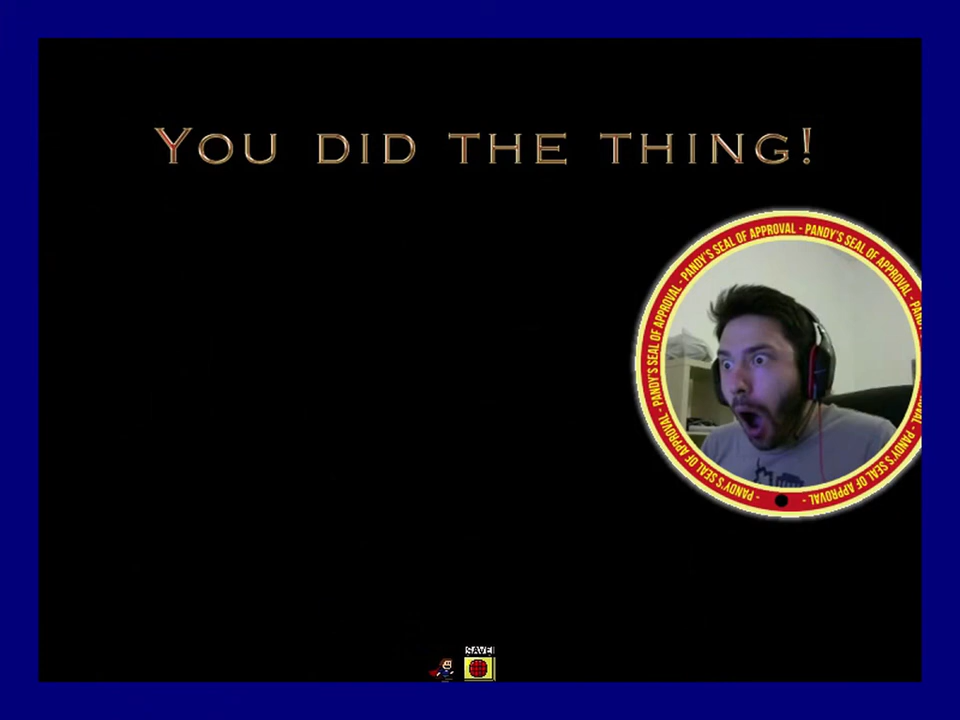 You did the thing!
PANDY'S SEAL OF APPROVAL - PANDY'S SEAL OF APPROVAL - PANDY'S SEAL OF APPROVAL - PANDY'S SEAL OF APPROVAL -
SAVE!